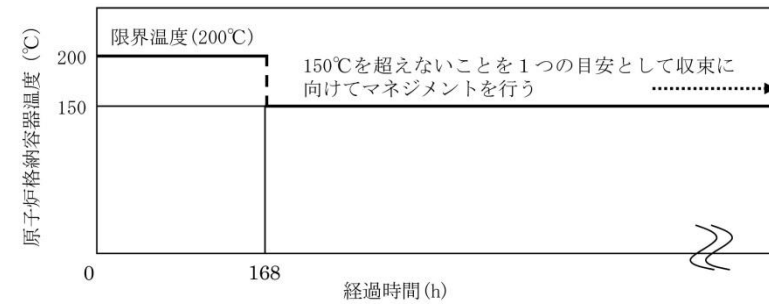 原子炉格納容器温度 (℃)
200
150
限界温度(200℃)
150℃を超えないことを1つの目安として収束に
向けてマネジメントを行う
0
168
経過時間(h)